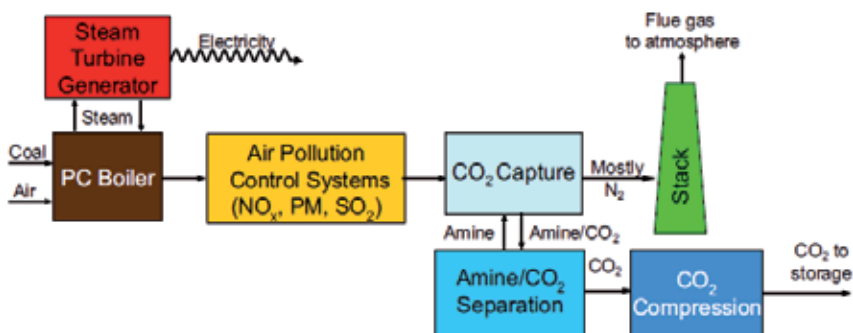 Steam
Turbine
Generator
Electricity
Flue gas
to atmosphere
Steam
Coal
Air
PC Boiler
Air Pollution
Control Systems
(NOₓ, PM, SO₂)
CO₂ Capture
Mostly
N₂
Stack
Amine
Amine/CO₂
Amine/CO₂
Separation
CO₂
CO₂
Compression
CO₂ to
storage